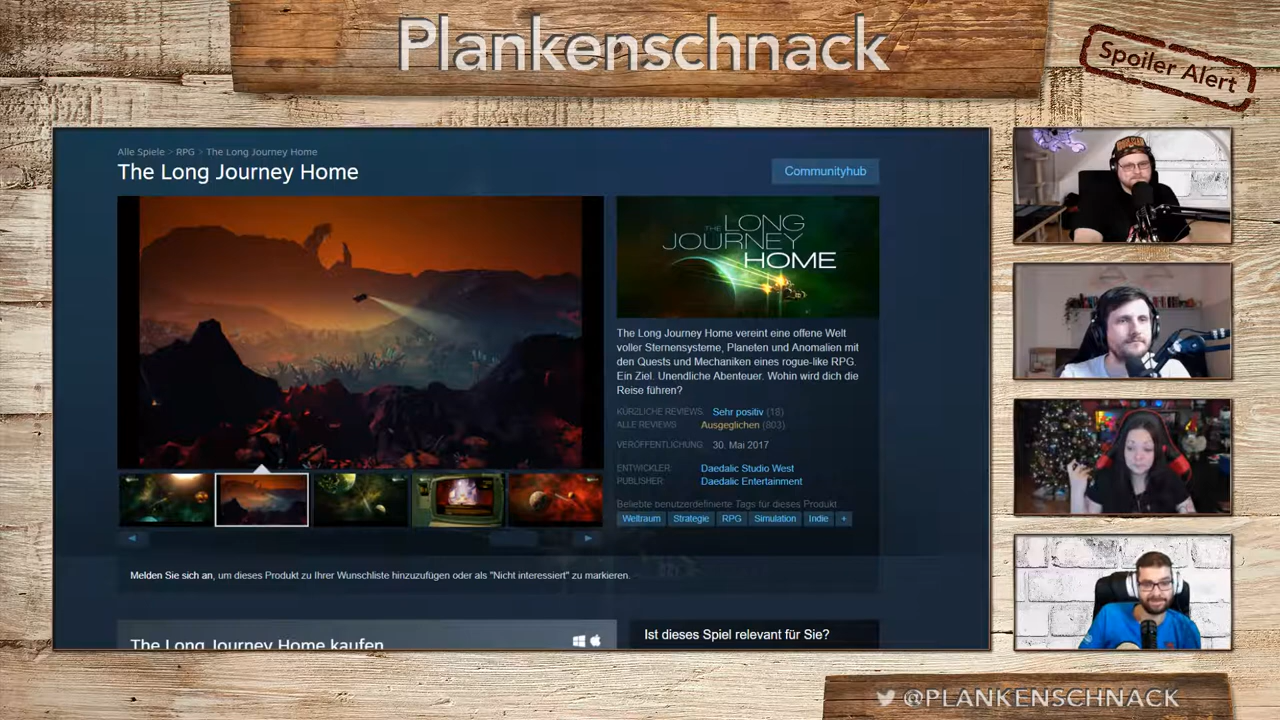 Plankenschnack
Spoiler Alert
Alle Spiele > RPG > The Long Journey Home
The Long Journey Home
Communityhub
THE LONG
JOURNEY
HOME
The Long Journey Home vereint eine offene Welt
voller Sternensysteme, Planeten und Anomalien mit
den Quests und Mechaniken eines rogue-like RPG.
Ein Ziel. Unendliche Abenteuer. Wohin wird dich die
Reise führen?
KÜRZLICHE REVIEWS: Sehr positiv (18)
ALLE REVIEWS: Ausgeglichen (803)
VERÖFFENTLICHUNG: 30. Mai 2017
ENTWICKLER: Daedalic Studio West
PUBLISHER: Daedalic Entertainment
Beliebte benutzerdefinierte Tags für dieses Produkt:
Weltraum Strategie RPG Simulation Indie +
Melden Sie sich an, um dieses Produkt zu Ihrer Wunschliste hinzuzufügen oder als "Nicht interessiert" zu markieren.
The Long Journey Home kaufen
Ist dieses Spiel relevant für Sie?
@PLANKENSCHNACK